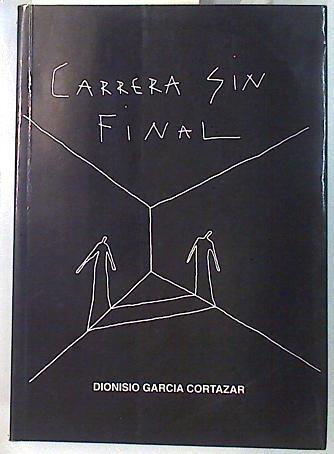 CARRERA SIN
FINAL
DIONISIO GARCIA CORTAZAR